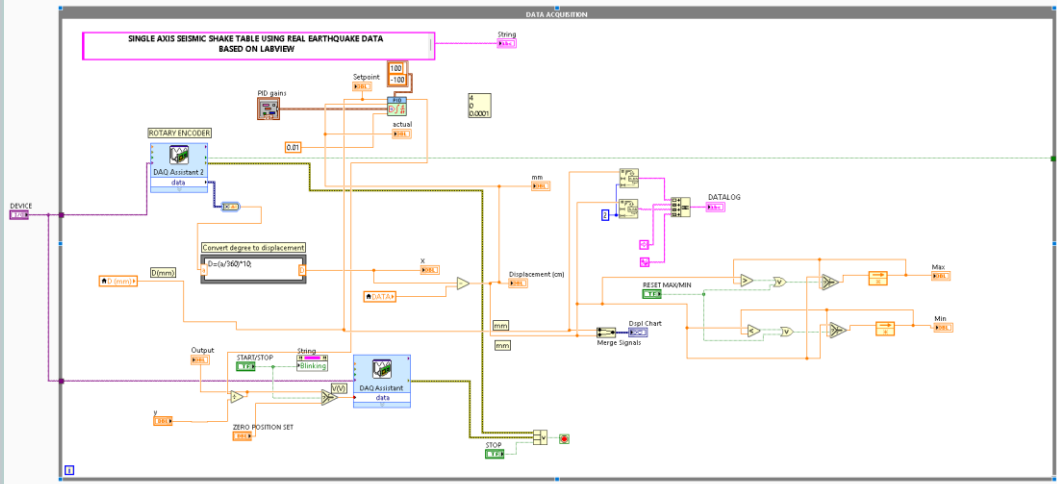 DATA ACQUISITION
SINGLE AXIS SEISMIC SHAKE TABLE USING REAL EARTHQUAKE DATA
BASED ON LABVIEW
String
100
-100
Setpoint
PID gains
PID
4
0
0.0001
actual
0.01
ROTARY ENCODER
DAQ Assistant 2
data
mm
DEVICE
DATALOG
2
Convert degree to displacement
a
D=(a/360)*10;
D
X
D(mm)
D (mm)
DATA
Displacement (cm)
RESET MAX/MIN
Max
Min
mm
mm
Dspl Chart
Merge Signals
Output
START/STOP
String
Blinking
V(V)
DAQ Assistant
data
y
ZERO POSITION SET
STOP
i